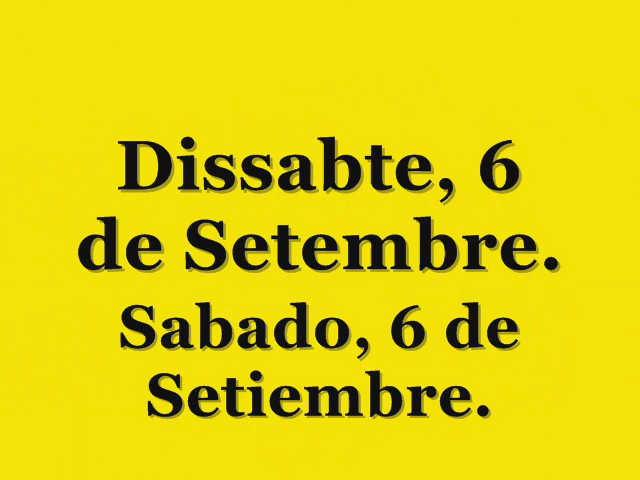 Dissabte, 6
de Setembre.
Sabado, 6 de
Setiembre.